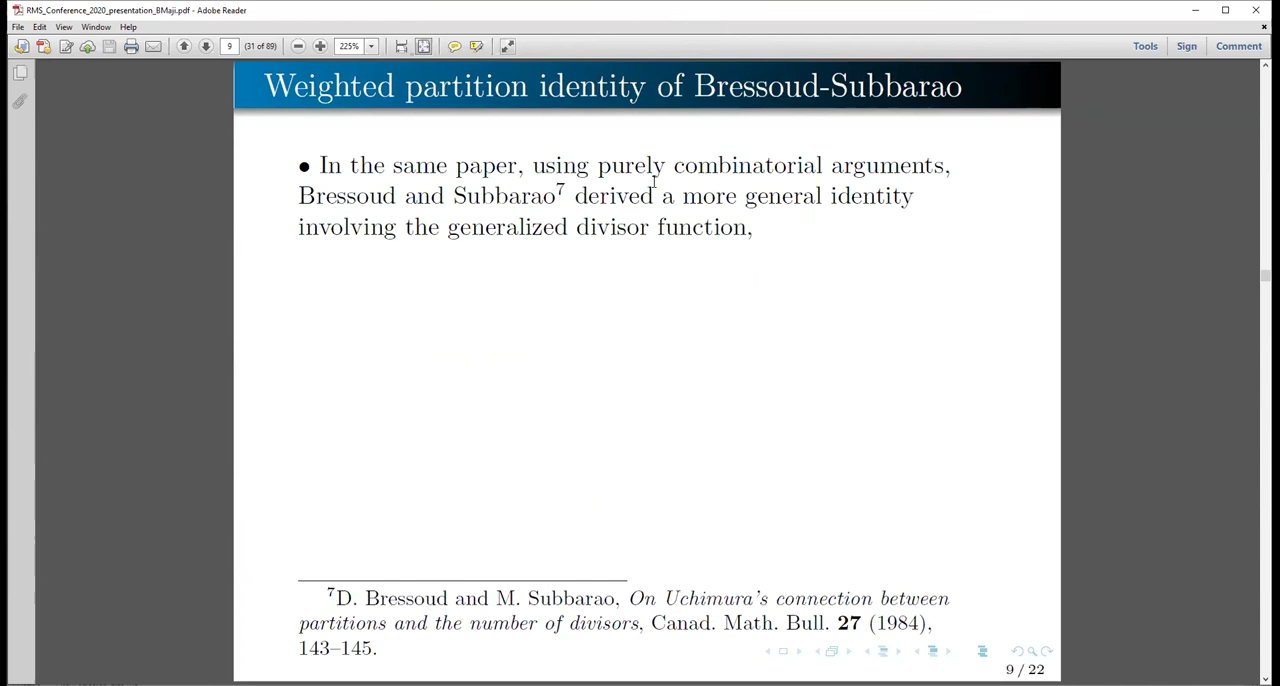 RMS_Conference_2020_presentation_BMaji.pdf - Adobe Reader
File Edit View Window Help
9 (31 of 89) 225% Tools Sign Comment
Weighted partition identity of Bressoud-Subbarao
• In the same paper, using purely combinatorial arguments,
Bressoud and Subbarao⁷ derived a more general identity
involving the generalized divisor function,
⁷D. Bressoud and M. Subbarao, On Uchimura's connection between
partitions and the number of divisors, Canad. Math. Bull. 27 (1984),
143–145.
9 / 22